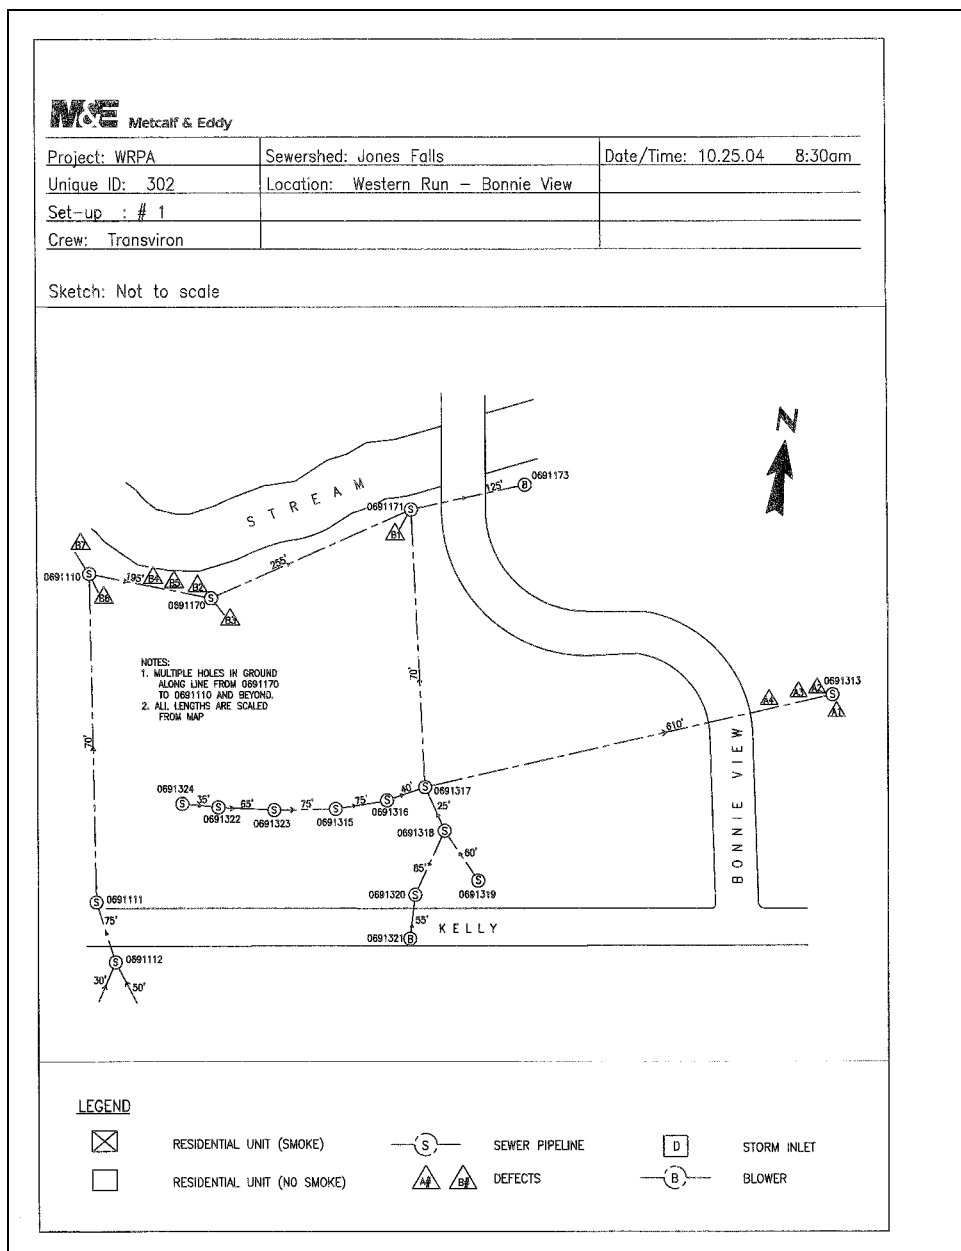 M&E Metcalf & Eddy
Project: WRPA Sewershed: Jones Falls Date/Time: 10.25.04 8:30am
Unique ID: 302 Location: Western Run - Bonnie View
Set-up : # 1
Crew: Transviron
Sketch: Not to scale
N
STREAM
0691173
125'
0691171
B1
B7
255'
0691110
195'
B4
B5
B2
B6
0691170
B3
NOTES:
1. MULTIPLE HOLES IN GROUND
ALONG LINE FROM 0691170
TO 0691110 AND BEYOND.
2. ALL LENGTHS ARE SCALED
FROM MAP
70'
70'
0691313
A4
A3
A2
A1
610'
BONNIE VIEW
0691324
35'
0691322
65'
0691323
75'
0691315
75'
0691316
40'
0691317
25'
0691318
60'
0691319
85'
0691320
55'
0691321
KELLY
0691111
75'
0691112
30'
50'
LEGEND
RESIDENTIAL UNIT (SMOKE) S SEWER PIPELINE D STORM INLET
RESIDENTIAL UNIT (NO SMOKE) A# B# DEFECTS B BLOWER